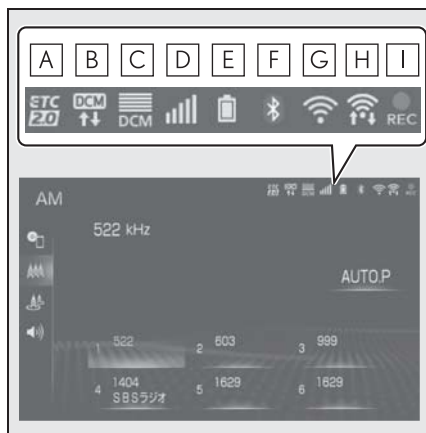 A B C D E F G H I
ETC 2.0 DCM DCM REC
AM
522 kHz
AUTO.P
1 522 2 603 3 999
4 1404 SBSラジオ 5 1629 6 1629